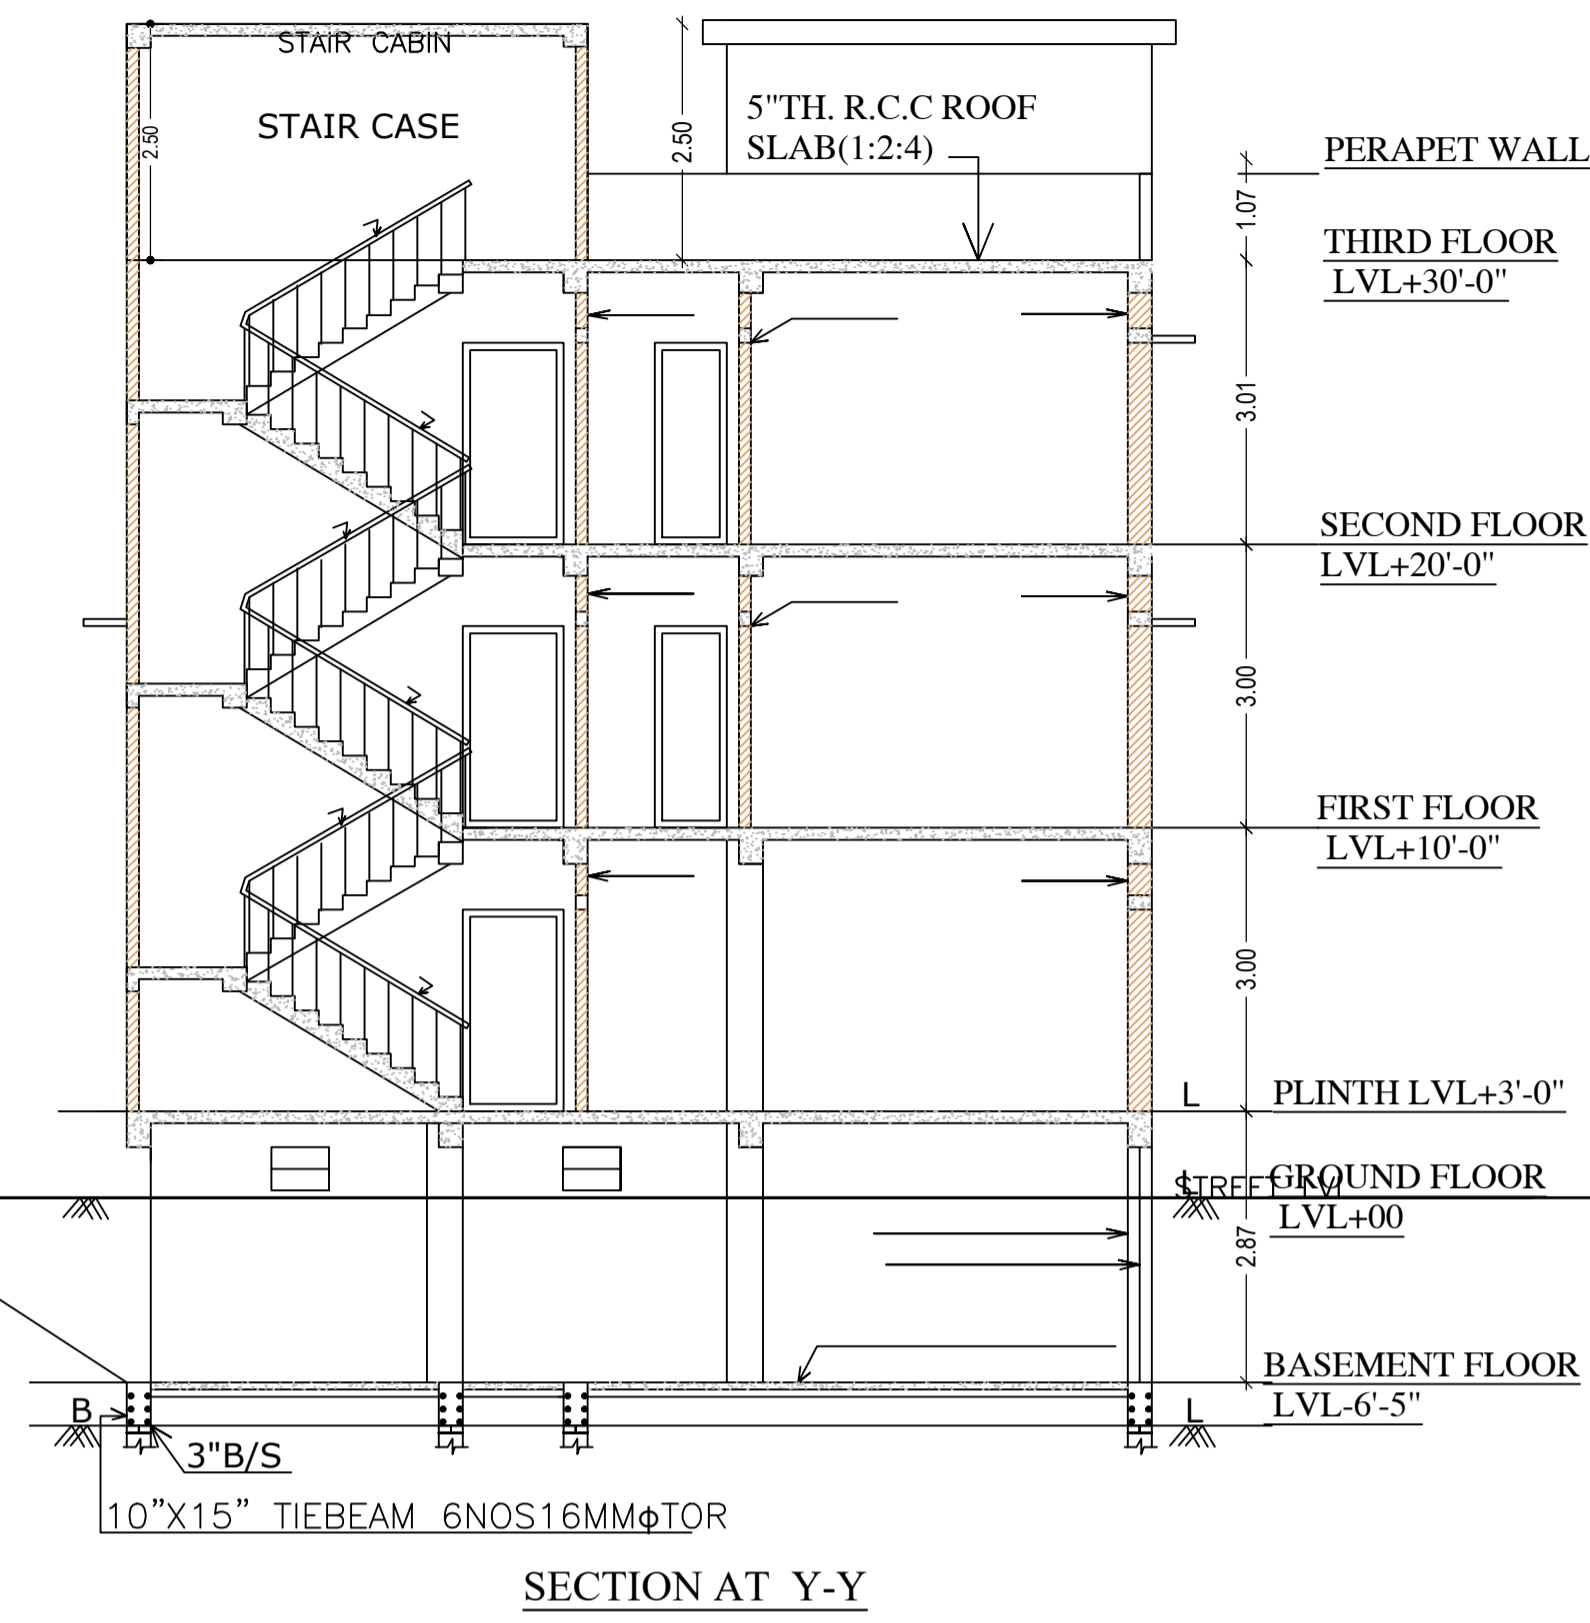 STAIR CABIN
STAIR CASE
2.50
2.50
5"TH. R.C.C ROOF
SLAB(1:2:4)
PERAPET WALL
1.07
THIRD FLOOR
LVL+30'-0"
3.01
SECOND FLOOR
LVL+20'-0"
3.00
FIRST FLOOR
LVL+10'-0"
3.00
L
PLINTH LVL+3'-0"
L
STREET LVL
GROUND FLOOR
LVL+00
2.87
BASEMENT FLOOR
LVL-6'-5"
B
L
3"B/S
10"X15" TIEBEAM 6NOS16MMϕTOR
SECTION AT Y-Y